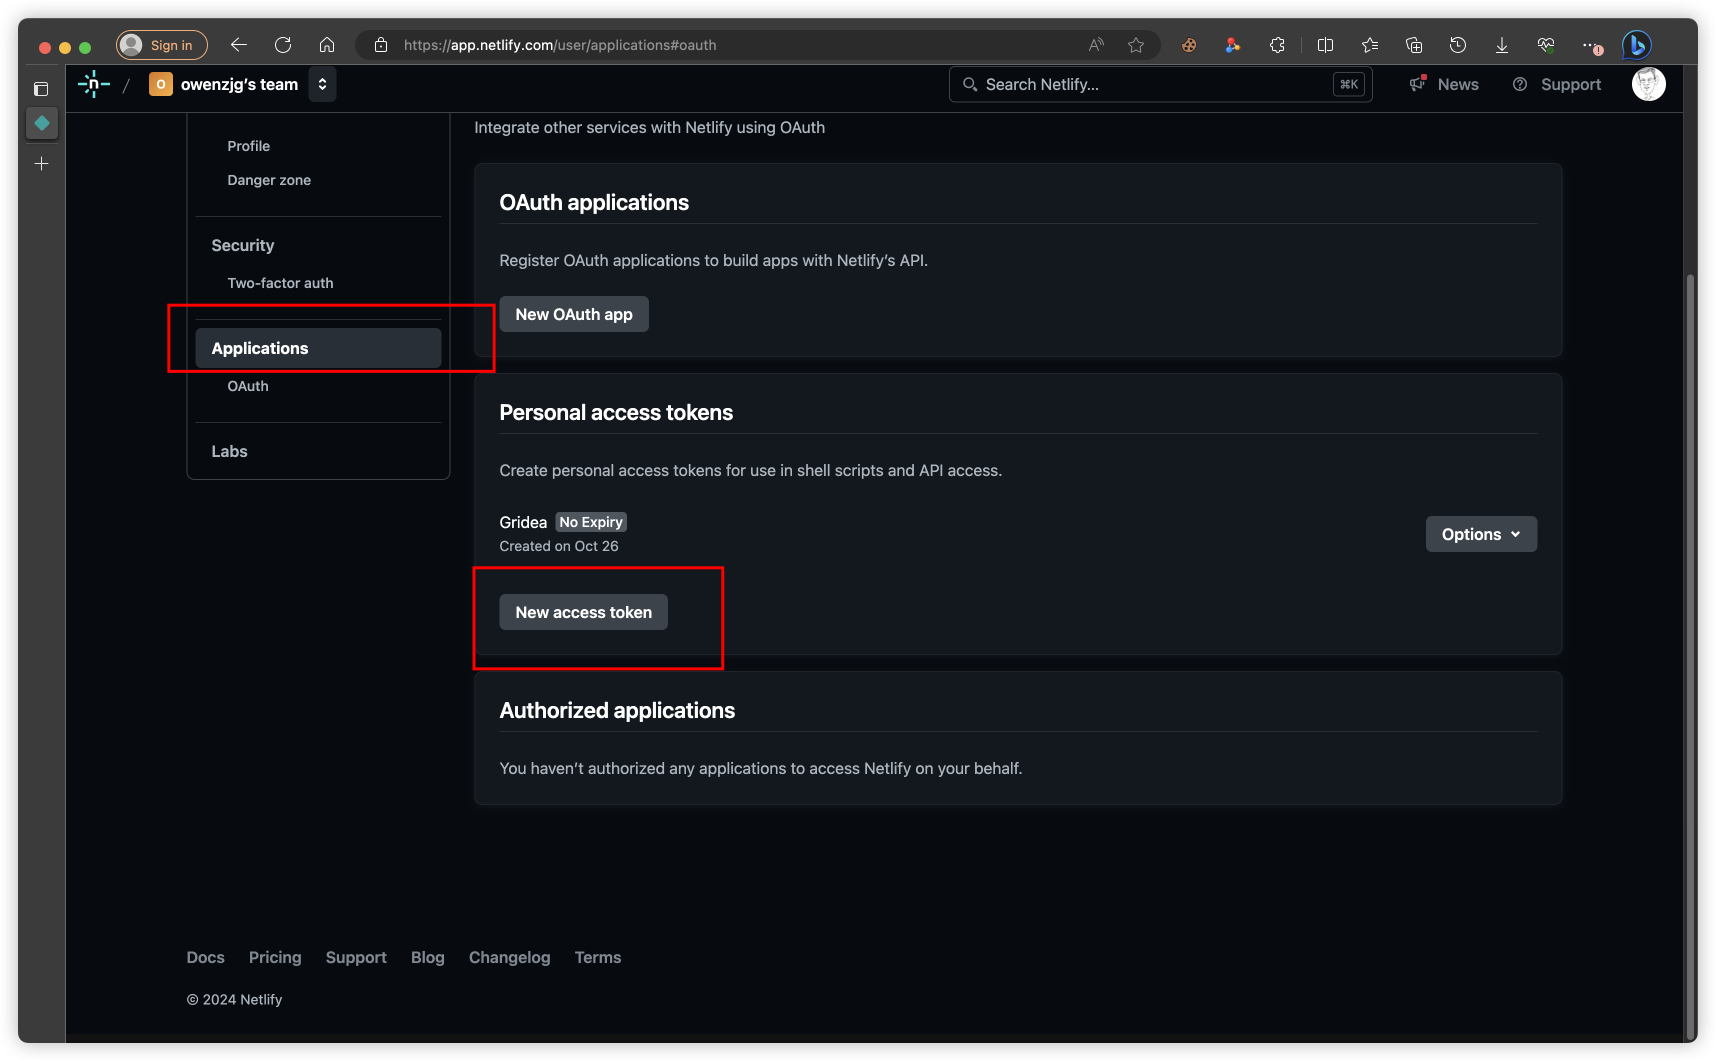 Sign in
https://app.netlify.com/user/applications#oauth
O owenzjg's team
Search Netlify... ⌘K
News
Support
Profile
Danger zone
Security
Two-factor auth
Applications
OAuth
Labs
Integrate other services with Netlify using OAuth
OAuth applications
Register OAuth applications to build apps with Netlify’s API.
New OAuth app
Personal access tokens
Create personal access tokens for use in shell scripts and API access.
Gridea No Expiry
Created on Oct 26
Options
New access token
Authorized applications
You haven’t authorized any applications to access Netlify on your behalf.
Docs Pricing Support Blog Changelog Terms
© 2024 Netlify